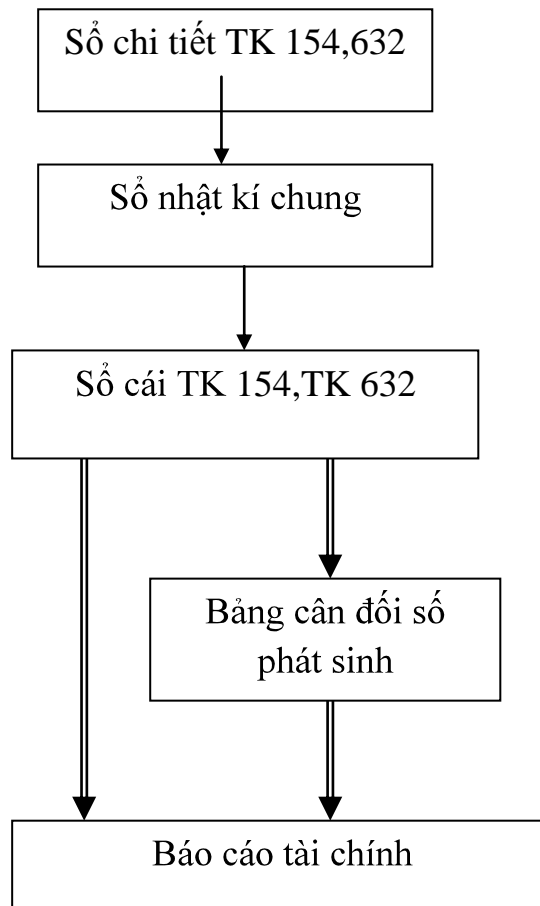 Sổ chi tiết TK 154,632
Sổ nhật kí chung
Sổ cái TK 154,TK 632
Bảng cân đối số
phát sinh
Báo cáo tài chính